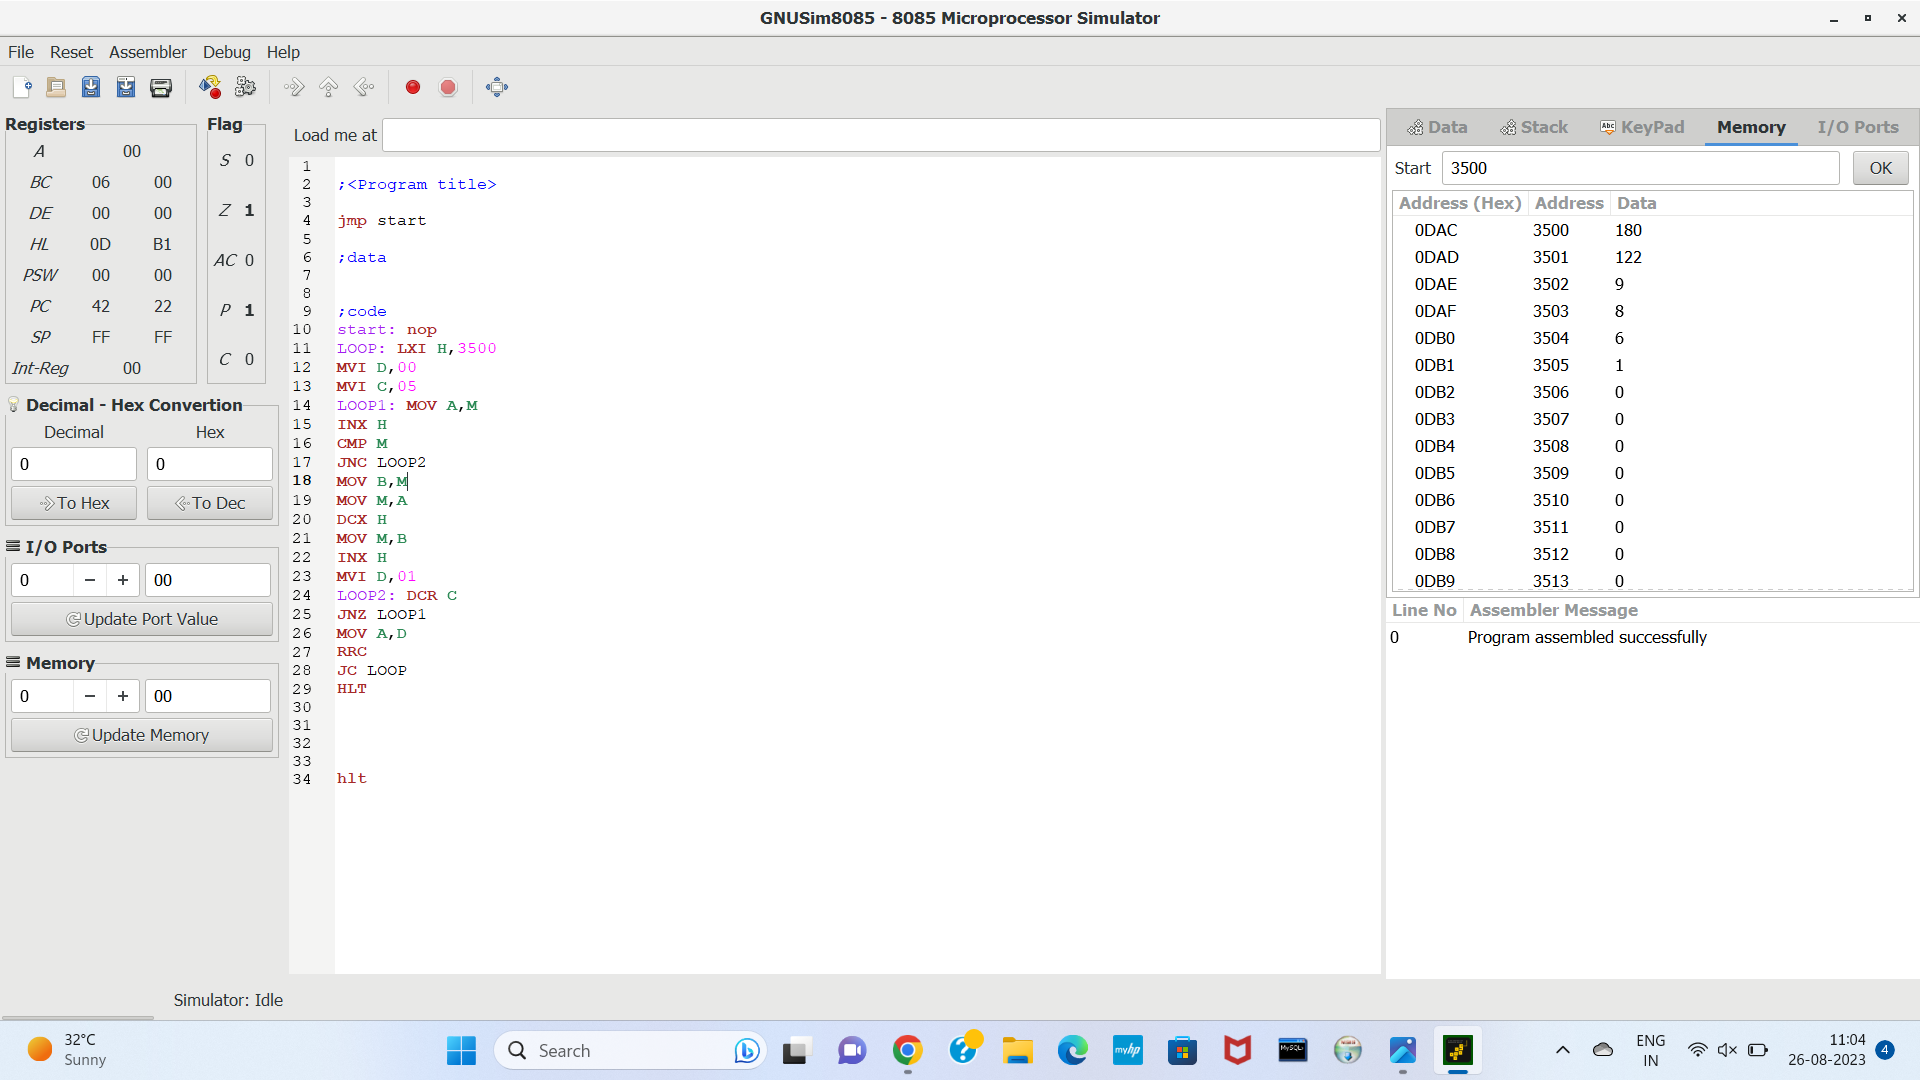 GNUSim8085 - 8085 Microprocessor Simulator
File Reset Assembler Debug Help
Registers
A 00
BC 06 00
DE 00 00
HL 0D B1
PSW 00 00
PC 42 22
SP FF FF
Int-Reg 00
Flag
S 0
Z 1
AC 0
P 1
C 0
Decimal - Hex Convertion
Decimal Hex
0 0
To Hex To Dec
I/O Ports
0 − + 00
Update Port Value
Memory
0 − + 00
Update Memory
Load me at
1
2 ;<Program title>
3
4 jmp start
5
6 ;data
7
8
9 ;code
10 start: nop
11 LOOP: LXI H,3500
12 MVI D,00
13 MVI C,05
14 LOOP1: MOV A,M
15 INX H
16 CMP M
17 JNC LOOP2
18 MOV B,M
19 MOV M,A
20 DCX H
21 MOV M,B
22 INX H
23 MVI D,01
24 LOOP2: DCR C
25 JNZ LOOP1
26 MOV A,D
27 RRC
28 JC LOOP
29 HLT
30
31
32
33
34 hlt
Data Stack Abc KeyPad Memory I/O Ports
Start 3500 OK
Address (Hex) Address Data
0DAC 3500 180
0DAD 3501 122
0DAE 3502 9
0DAF 3503 8
0DB0 3504 6
0DB1 3505 1
0DB2 3506 0
0DB3 3507 0
0DB4 3508 0
0DB5 3509 0
0DB6 3510 0
0DB7 3511 0
0DB8 3512 0
0DB9 3513 0
Line No Assembler Message
0 Program assembled successfully
Simulator: Idle
32°C
Sunny
Search
myhp
MySQL
ENG
IN
11:04
26-08-2023
4